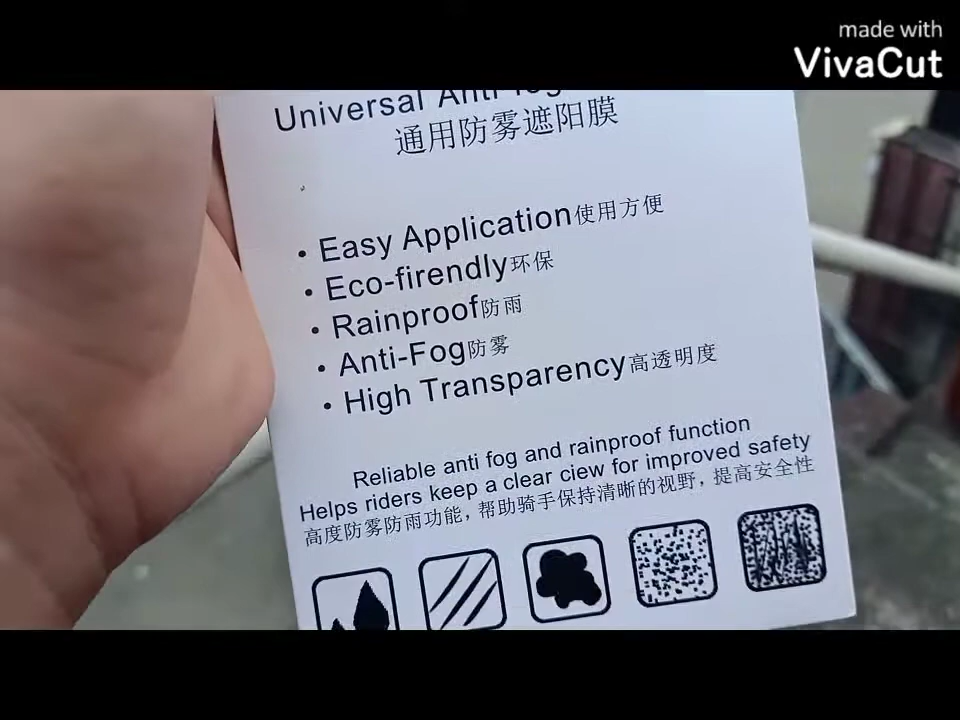 made with
VivaCut
Universal Anti fog
通用防雾遮阳膜
• Easy Application使用方便
• Eco-firendly环保
• Rainproof防雨
• Anti-Fog防雾
• High Transparency高透明度
Reliable anti fog and rainproof function
Helps riders keep a clear ciew for improved safety
高度防雾防雨功能，帮助骑手保持清晰的视野，提高安全性